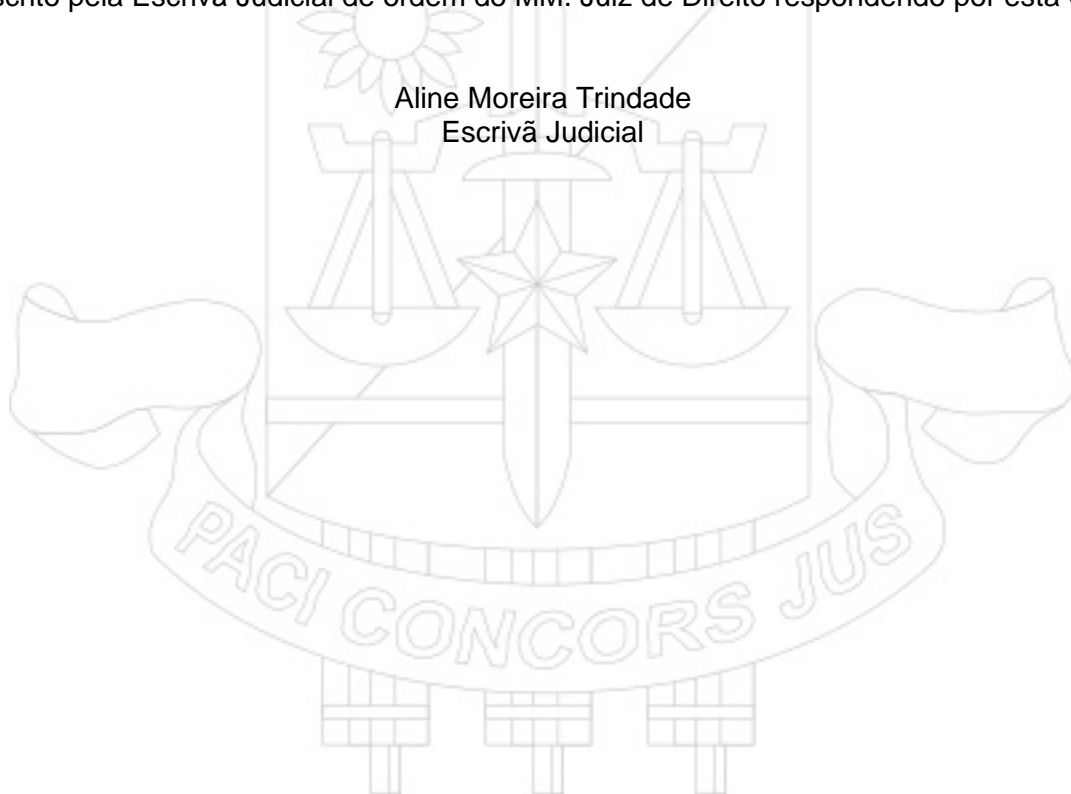 pela Escrivã Judicial de ordem do MM. Juiz de Direito respondendo por esta
Aline Moreira Trindade
Escrivã Judicial
PACI CONCORS JUS